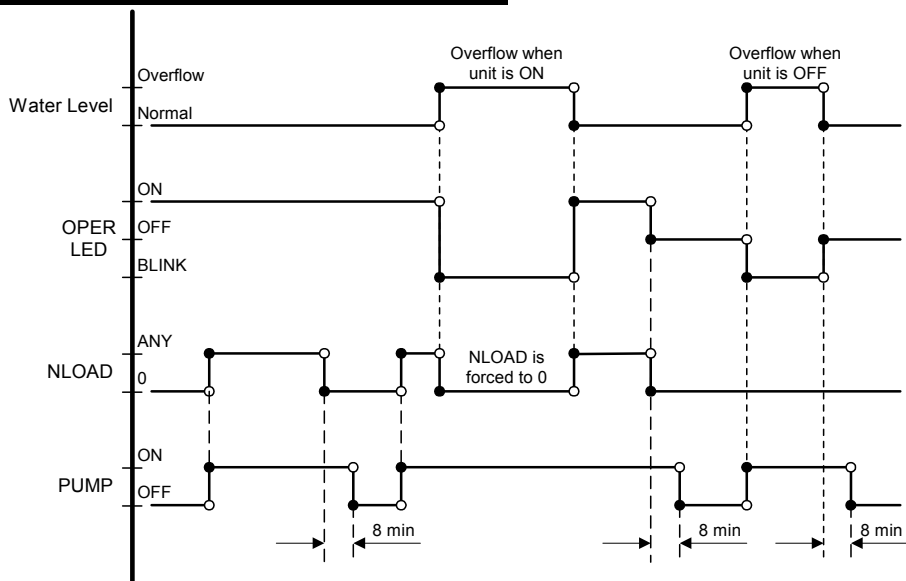 Overflow when
unit is ON
Overflow when
unit is OFF
Water Level
Overflow
Normal
OPER
LED
ON
OFF
BLINK
NLOAD
ANY
0
NLOAD is
forced to 0
PUMP
ON
OFF
8 min
8 min
8 min